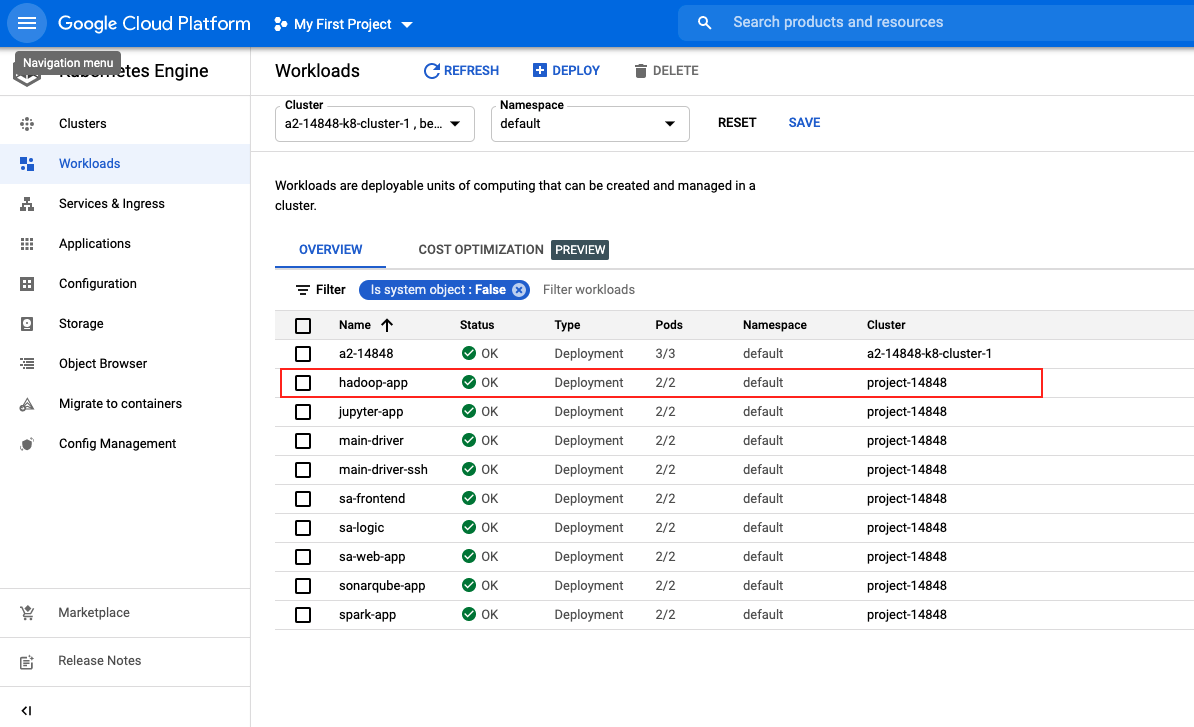 Google Cloud Platform My First Project Search products and resources
Navigation menu
Kubernetes Engine
Clusters
Workloads
Services & Ingress
Applications
Configuration
Storage
Object Browser
Migrate to containers
Config Management
Marketplace
Release Notes
Workloads REFRESH DEPLOY DELETE
Cluster Namespace
a2-14848-k8-cluster-1 , be... default RESET SAVE
Workloads are deployable units of computing that can be created and managed in a
cluster.
OVERVIEW COST OPTIMIZATION PREVIEW
Filter Is system object : False Filter workloads
Name Status Type Pods Namespace Cluster
a2-14848 OK Deployment 3/3 default a2-14848-k8-cluster-1
hadoop-app OK Deployment 2/2 default project-14848
jupyter-app OK Deployment 2/2 default project-14848
main-driver OK Deployment 2/2 default project-14848
main-driver-ssh OK Deployment 2/2 default project-14848
sa-frontend OK Deployment 2/2 default project-14848
sa-logic OK Deployment 2/2 default project-14848
sa-web-app OK Deployment 2/2 default project-14848
sonarqube-app OK Deployment 2/2 default project-14848
spark-app OK Deployment 2/2 default project-14848